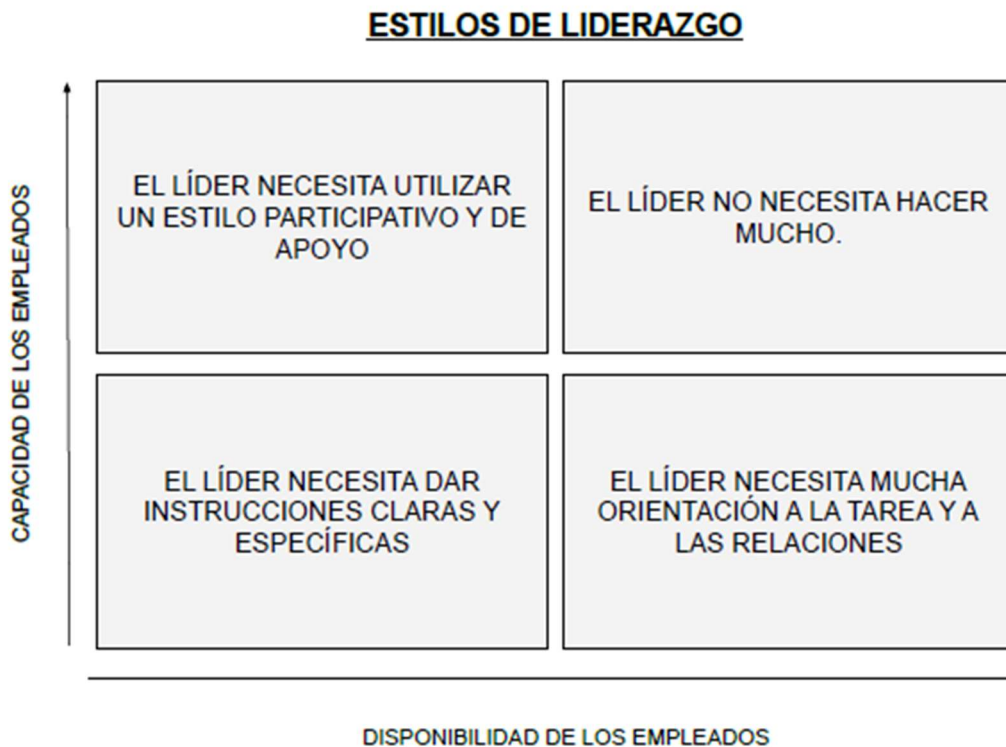 ESTILOS DE LIDERAZGO
CAPACIDAD DE LOS EMPLEADOS
EL LÍDER NECESITA UTILIZAR
UN ESTILO PARTICIPATIVO Y DE
APOYO
EL LÍDER NO NECESITA HACER
MUCHO.
EL LÍDER NECESITA DAR
INSTRUCCIONES CLARAS Y
ESPECÍFICAS
EL LÍDER NECESITA MUCHA
ORIENTACIÓN A LA TAREA Y A
LAS RELACIONES
DISPONIBILIDAD DE LOS EMPLEADOS